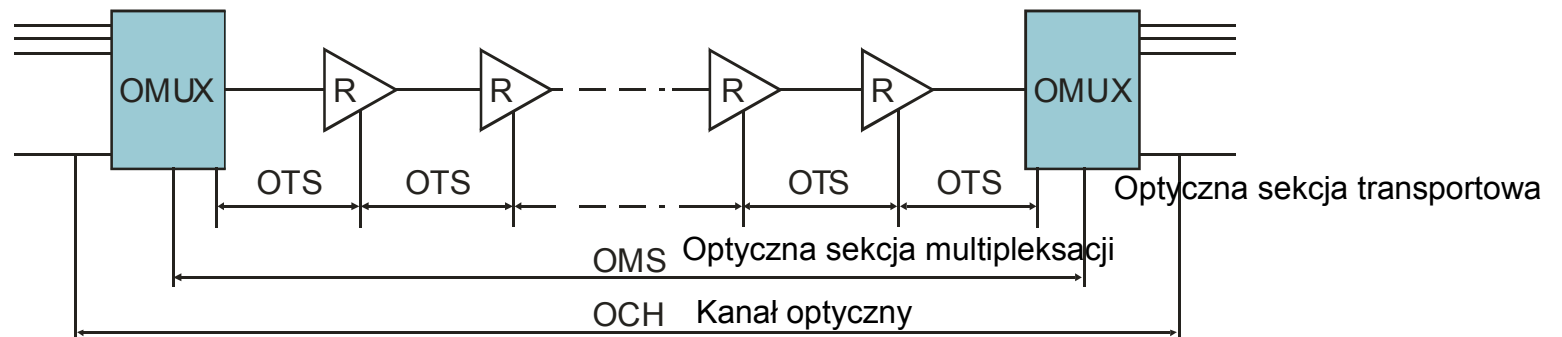 OMUX R R R R OMUX
OTS OTS OTS OTS
Optyczna sekcja transportowa
OMS Optyczna sekcja multipleksacji
OCH Kanał optyczny